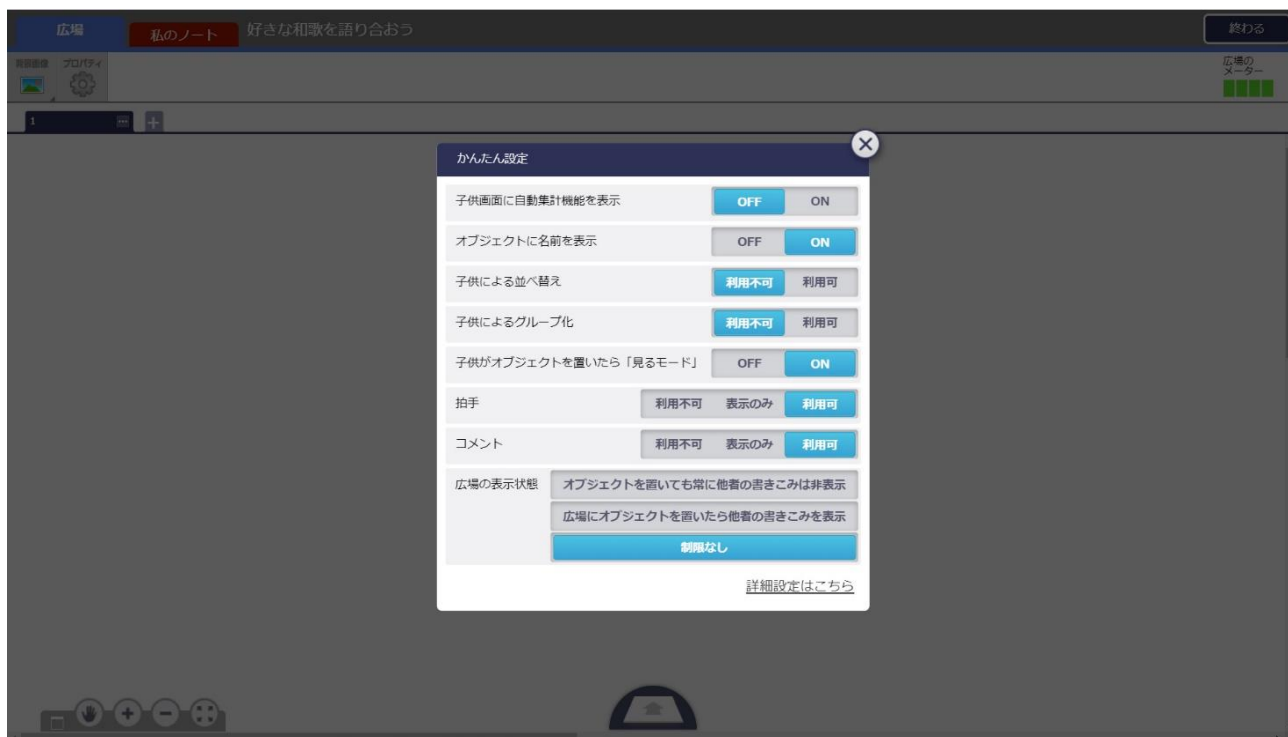 広場
私のノート
好きな和歌を語り合おう
終わる
背景画像 プロパティ
広場の
メーター
1
かんたん設定
子供画面に自動集計機能を表示 OFF ON
オブジェクトに名前を表示 OFF ON
子供による並べ替え 利用不可 利用可
子供によるグループ化 利用不可 利用可
子供がオブジェクトを置いたら「見るモード」 OFF ON
拍手 利用不可 表示のみ 利用可
コメント 利用不可 表示のみ 利用可
広場の表示状態 オブジェクトを置いても常に他者の書きこみは非表示
広場にオブジェクトを置いたら他者の書きこみを表示
制限なし
詳細設定はこちら